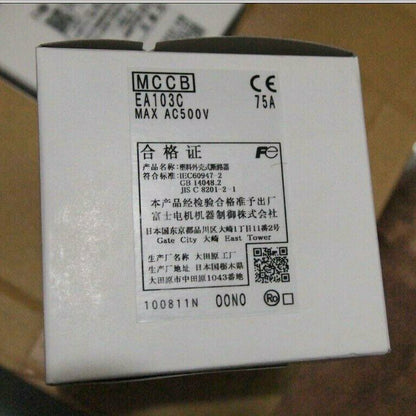 MCCB CE
EA103C 75A
MAX AC500V
合格证 Fe
产品名称:塑料外壳式断路器
符合标准:IEC60947-2
GB 14048.2
JIS C 8201-2-1
本产品经检验合格准予出厂
富士电机机器制御株式会社
日本国东京都品川区大崎1丁目11番2号
Gate City 大崎 East Tower
生产厂名称 大田原工厂
生产厂地址 日本国栃木県
大田原市中田原1043番地
100811N 00N0 Ro